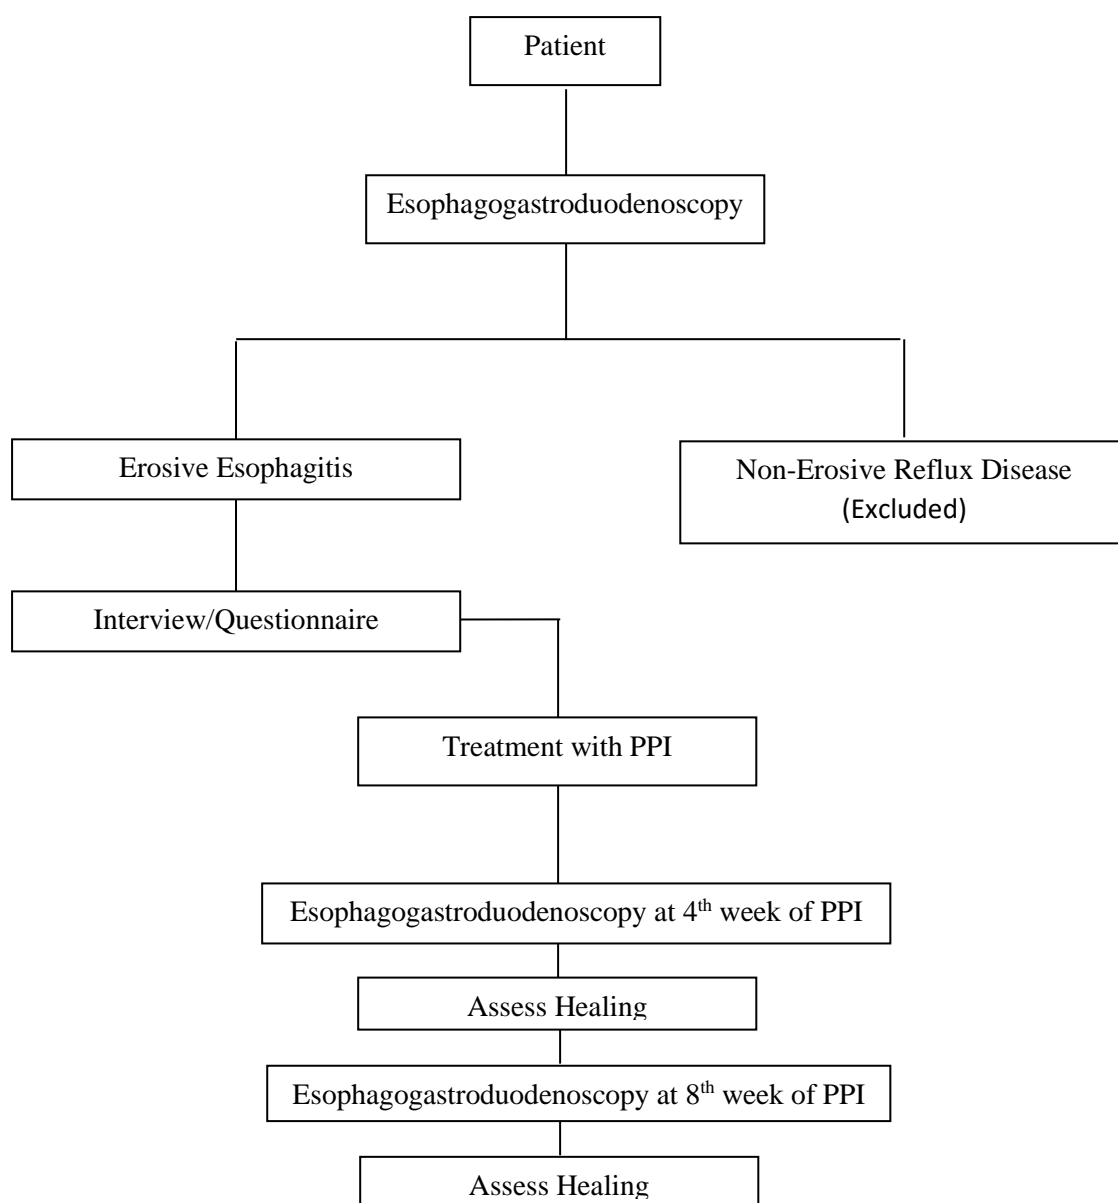 Patient
Esophagogastroduodenoscopy
Erosive Esophagitis
Non-Erosive Reflux Disease
(Excluded)
Interview/Questionnaire
Treatment with PPI
Esophagogastroduodenoscopy at 4th week of PPI
Assess Healing
Esophagogastroduodenoscopy at 8th week of PPI
Assess Healing